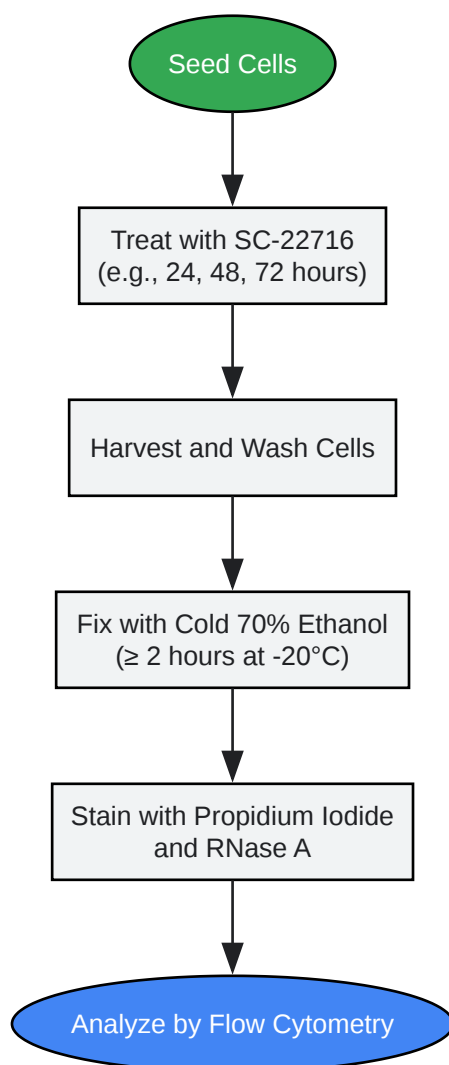 Seed Cells
Treat with SC-22716
(e.g., 24, 48, 72 hours)
Harvest and Wash Cells
Fix with Cold 70% Ethanol
(≥ 2 hours at -20°C)
Stain with Propidium Iodide
and RNase A
Analyze by Flow Cytometry